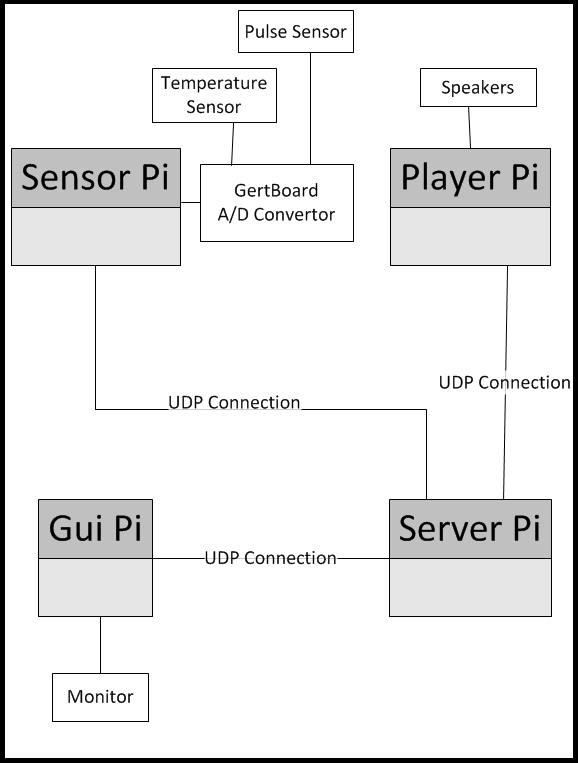 Pulse Sensor
Temperature
Sensor
Speakers
Sensor Pi
GertBoard
A/D Convertor
Player Pi
UDP Connection
UDP Connection
Gui Pi
Server Pi
UDP Connection
Monitor